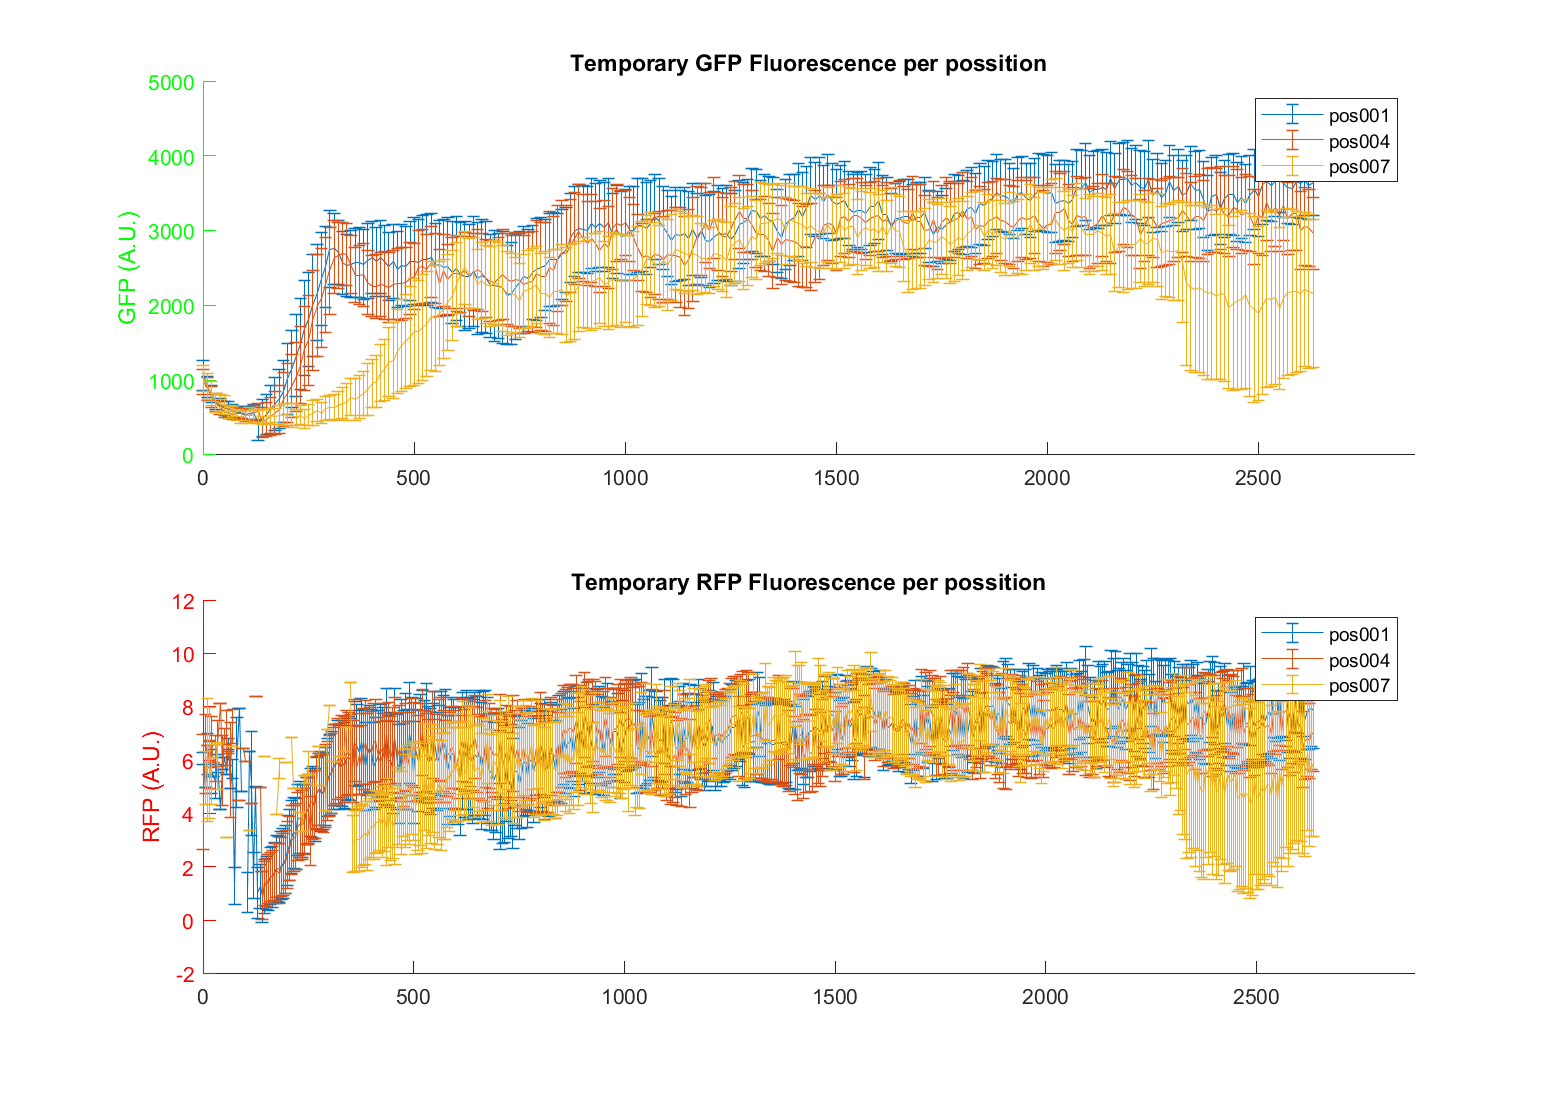 Temporary GFP Fluorescence per possition
5000
4000
3000
2000
1000
0
GFP (A.U.)
0 500 1000 1500 2000 2500
pos001
pos004
pos007
Temporary RFP Fluorescence per possition
12
10
8
6
4
2
0
-2
RFP (A.U.)
0 500 1000 1500 2000 2500
pos001
pos004
pos007